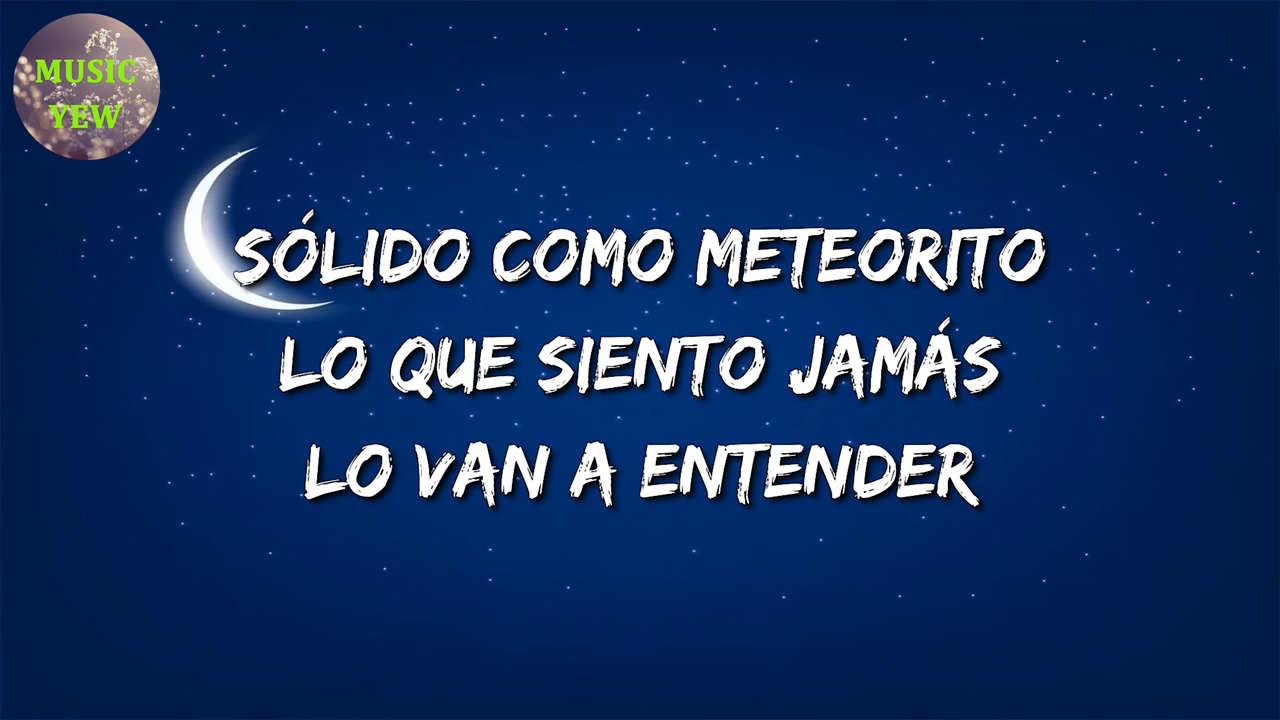 MUSIC
YEW
SÓLIDO COMO METEORITO
LO QUE SIENTO JAMÁS
LO VAN A ENTENDER